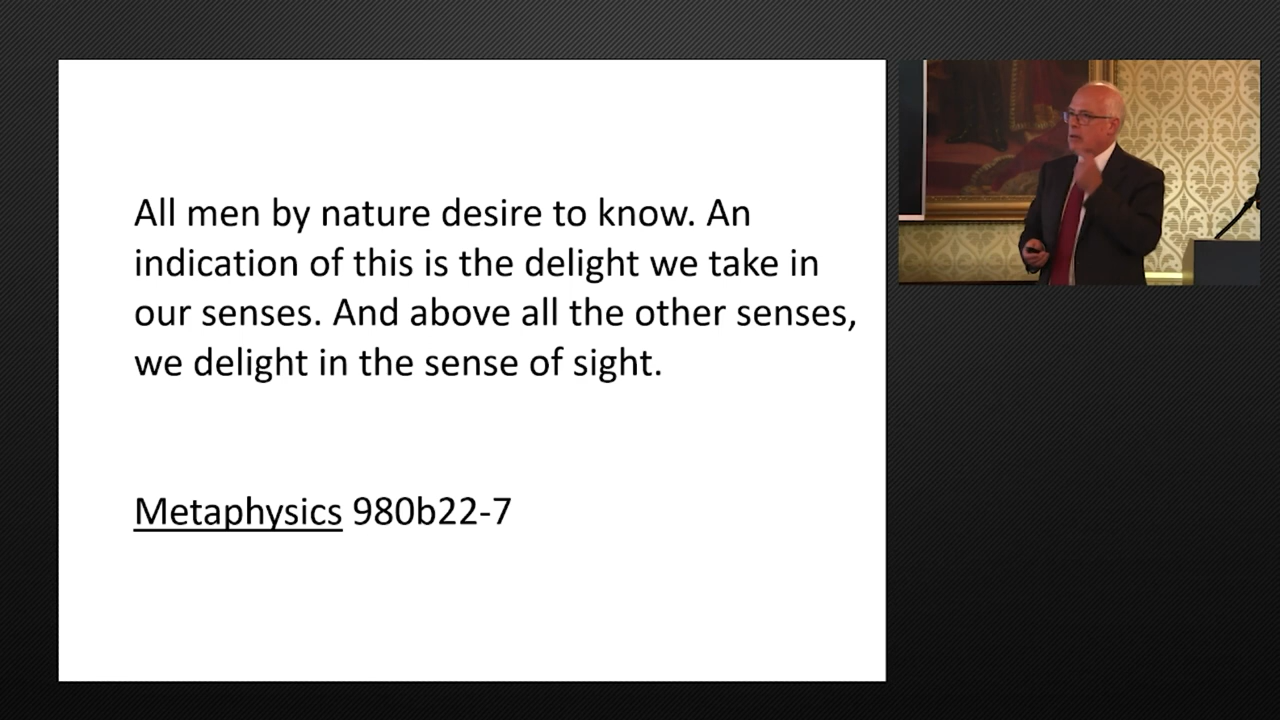 All men by nature desire to know. An
indication of this is the delight we take in
our senses. And above all the other senses,
we delight in the sense of sight.
Metaphysics 980b22-7